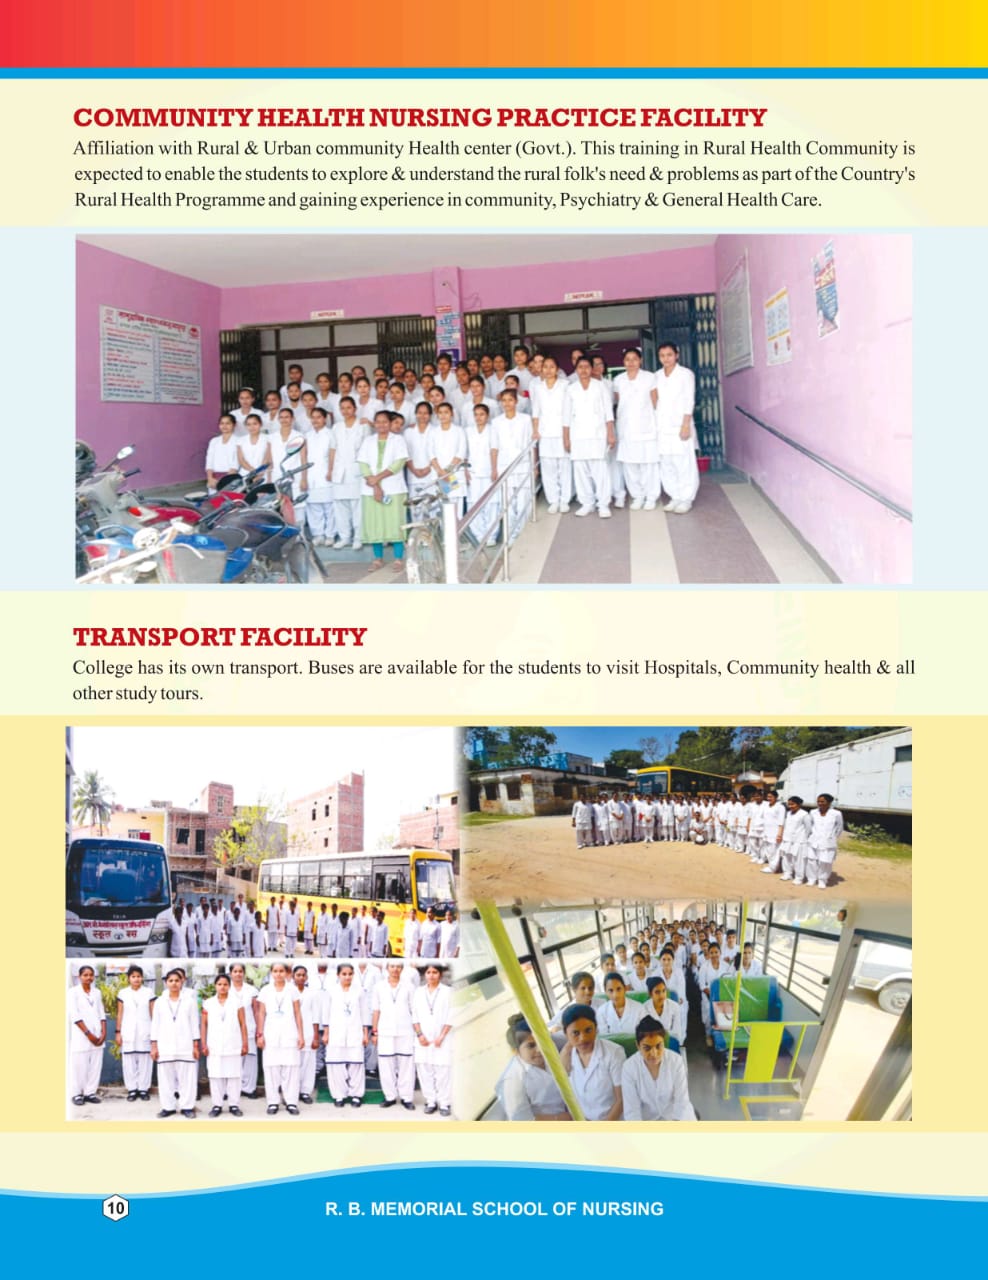 COMMUNITY HEALTH NURSING PRACTICE FACILITY
Affiliation with Rural & Urban community Health center (Govt.). This training in Rural Health Community is
expected to enable the students to explore & understand the rural folk's need & problems as part of the Country's
Rural Health Programme and gaining experience in community, Psychiatry & General Health Care.
TRANSPORT FACILITY
College has its own transport. Buses are available for the students to visit Hospitals, Community health & all
other study tours.
स्कूल बस
10
R. B. MEMORIAL SCHOOL OF NURSING